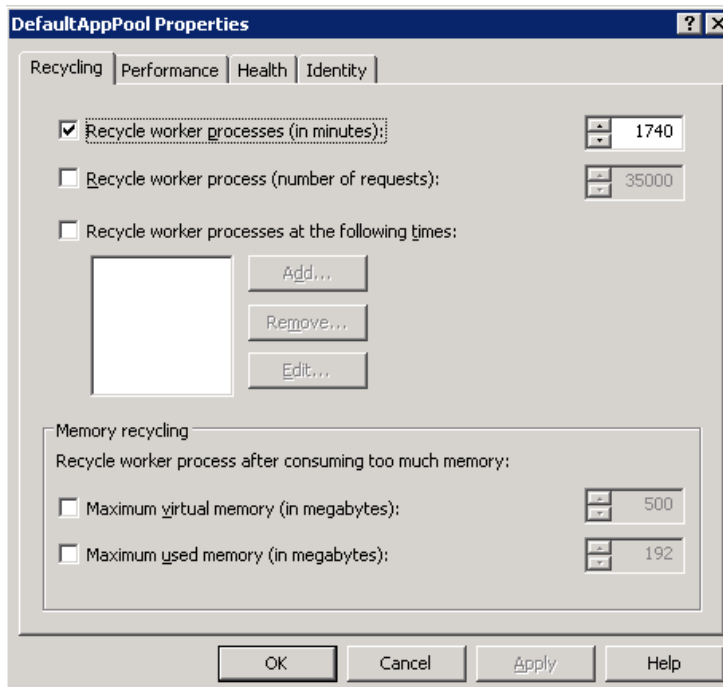 DefaultAppPool Properties
Recycling Performance Health Identity
Recycle worker processes (in minutes): 1740
Recycle worker process (number of requests): 35000
Recycle worker processes at the following times:
Add...
Remove...
Edit...
Memory recycling
Recycle worker process after consuming too much memory:
Maximum virtual memory (in megabytes): 500
Maximum used memory (in megabytes): 192
OK Cancel Apply Help